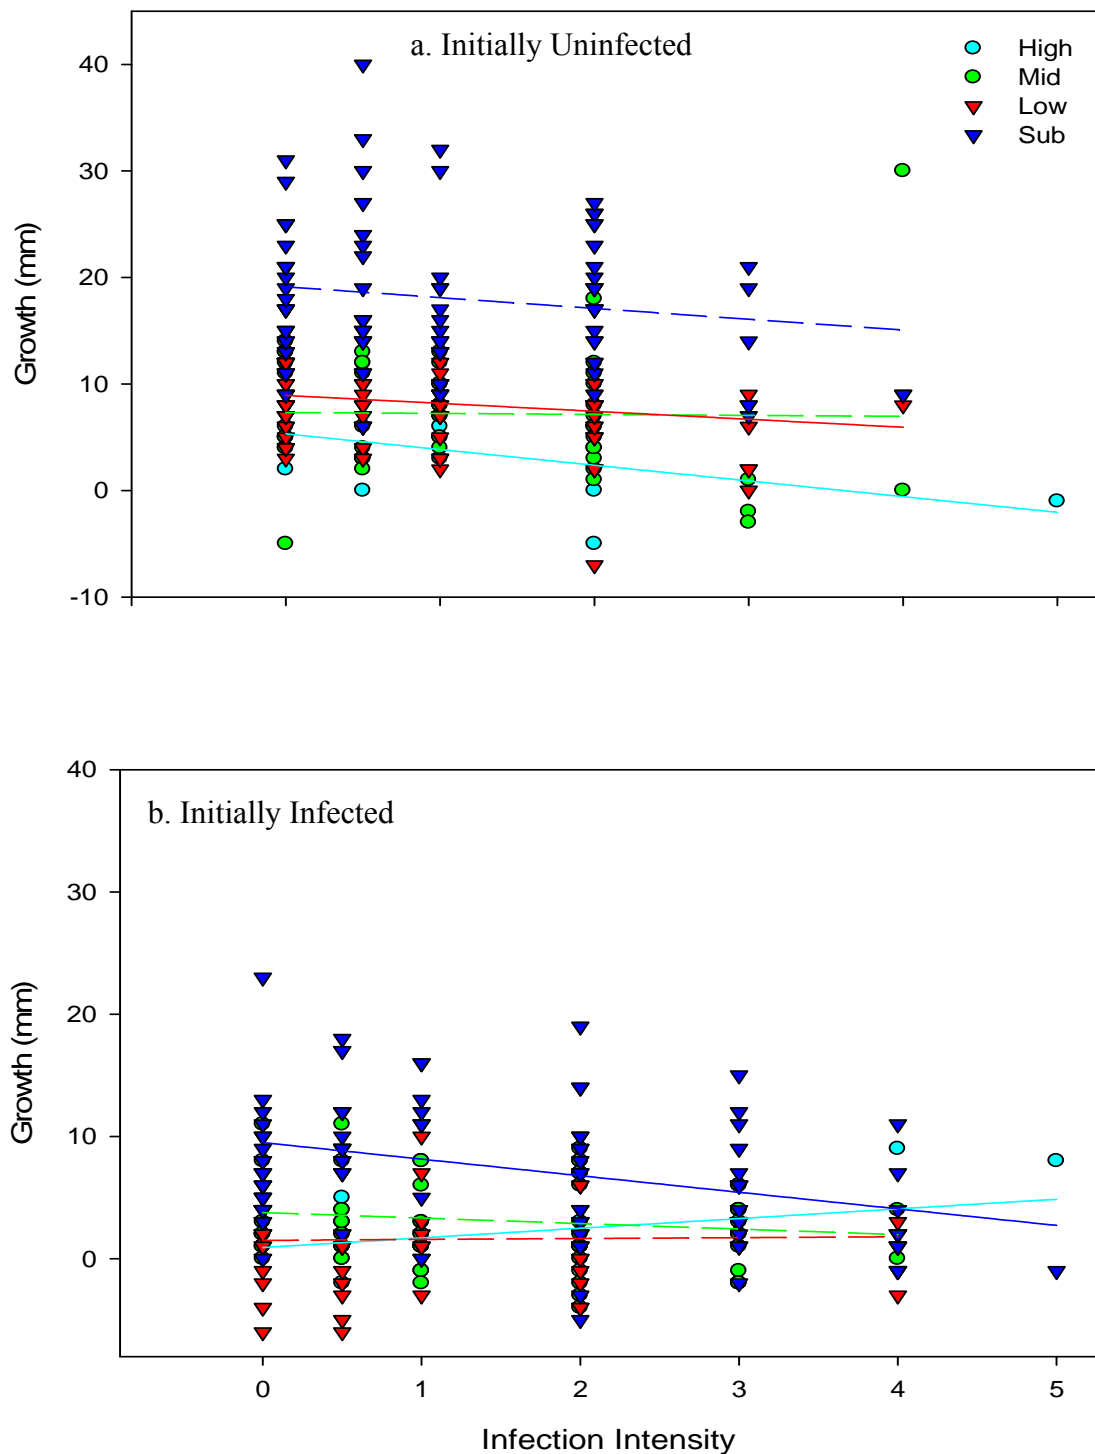 a. Initially Uninfected
High
Mid
Low
Sub
40
30
20
10
0
-10
Growth (mm)
b. Initially Infected
40
30
20
10
0
Growth (mm)
0 1 2 3 4 5
Infection Intensity